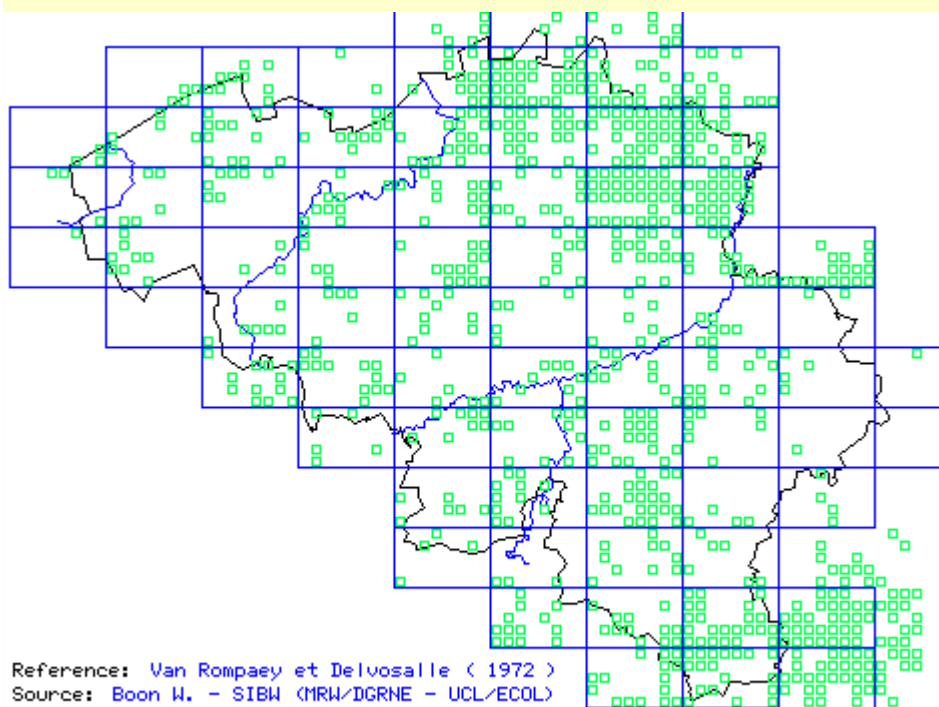 Reference: Van Rompaey et Delvosalle ( 1972 )
Source: Boon W. - SIBW (MRW/DGRNE - UCL/ECOL)